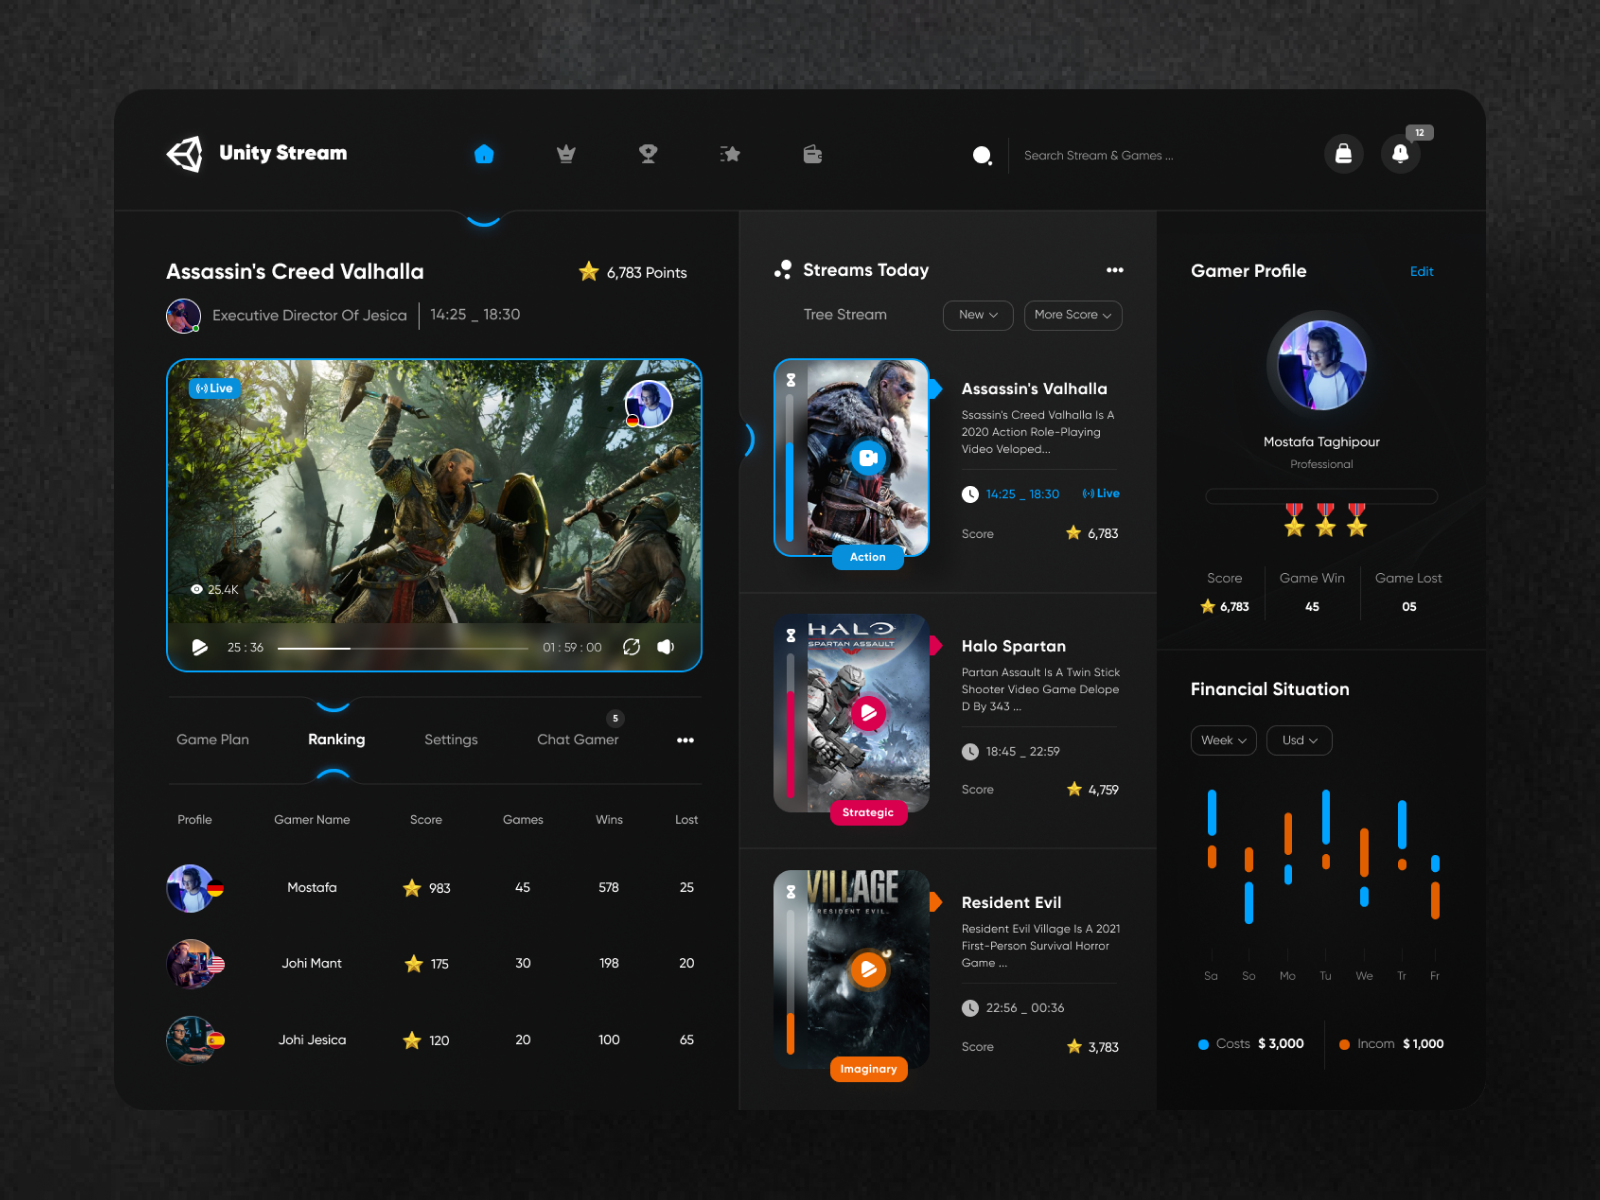 Unity Stream
Search Stream & Games ...
12
Assassin's Creed Valhalla
6,783 Points
Executive Director Of Jesica
14:25 _ 18:30
Live
25.4K
25 : 36
01 : 59 : 00
Game Plan
Ranking
Settings
Chat Gamer
5
Profile Gamer Name Score Games Wins Lost
Mostafa 983 45 578 25
Johi Mant 175 30 198 20
Johi Jesica 120 20 100 65
Streams Today
Tree Stream
New
More Score
Action
Assassin's Valhalla
Ssassin's Creed Valhalla Is A
2020 Action Role-Playing
Video Veloped...
14:25 _ 18:30
Live
Score
6,783
HALO
SPARTAN ASSAULT
Strategic
Halo Spartan
Partan Assault Is A Twin Stick
Shooter Video Game Delope
D By 343 ...
18:45 _ 22:59
Score
4,759
VILLAGE
RESIDENT EVIL
Imaginary
Resident Evil
Resident Evil Village Is A 2021
First-Person Survival Horror
Game ...
22:56 _ 00:36
Score
3,783
Gamer Profile
Edit
Mostafa Taghipour
Professional
Score Game Win Game Lost
6,783 45 05
Financial Situation
Week
Usd
Sa So Mo Tu We Tr Fr
Costs $ 3,000
Incom $ 1,000